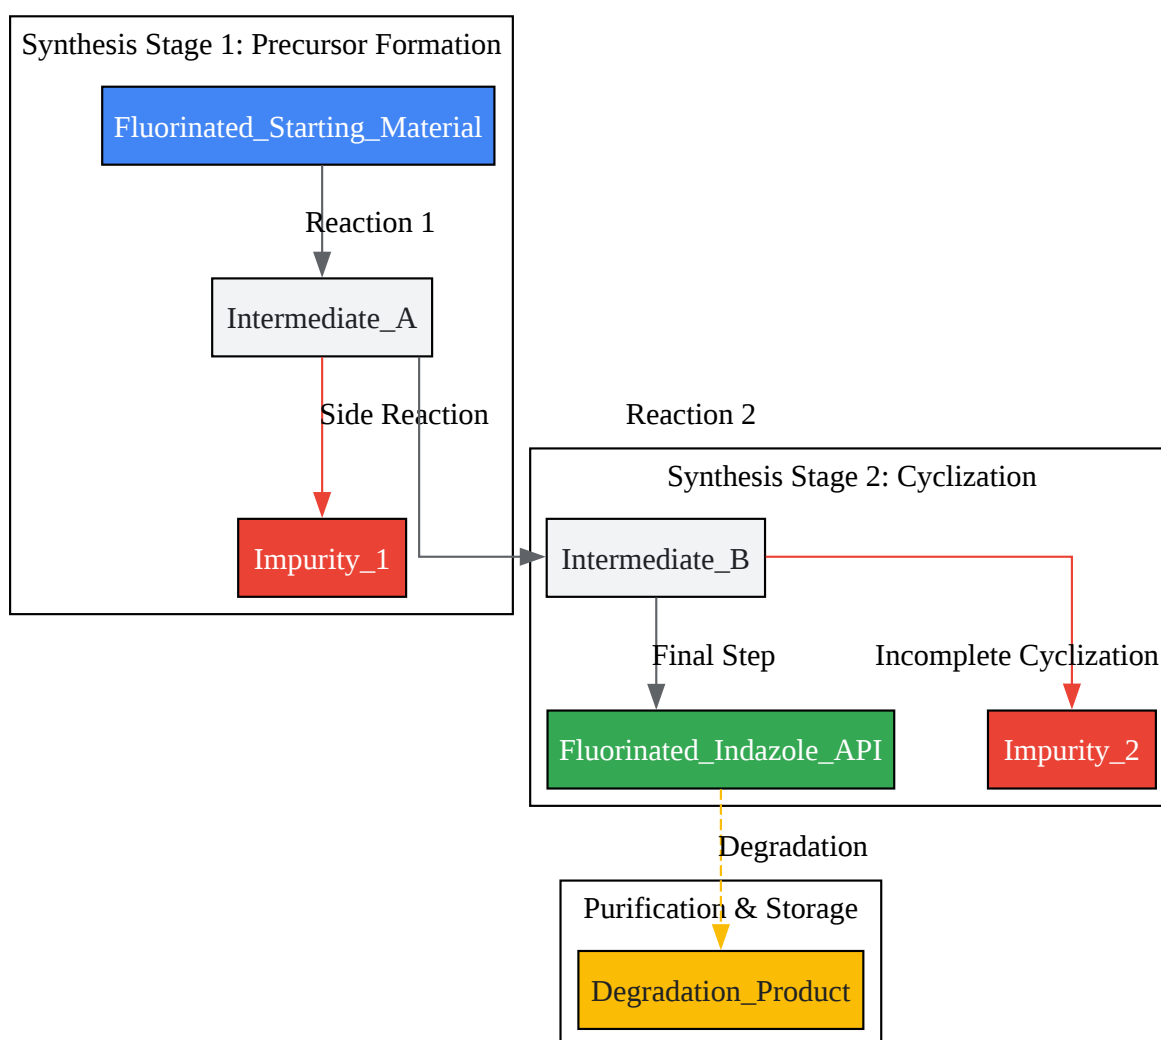 Synthesis Stage 1: Precursor Formation
Fluorinated_Starting_Material
Reaction 1
Intermediate_A
Side Reaction
Reaction 2
Synthesis Stage 2: Cyclization
Impurity_1
Intermediate_B
Final Step
Incomplete Cyclization
Fluorinated_Indazole_API
Impurity_2
Degradation
Purification & Storage
Degradation_Product